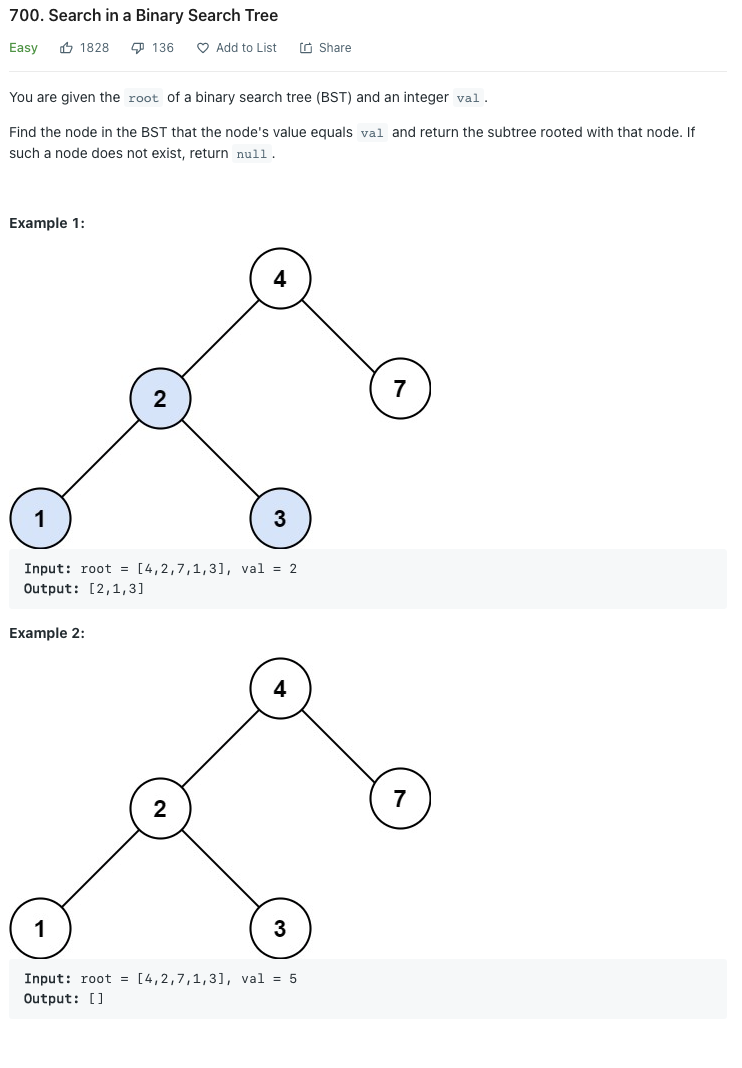 700. Search in a Binary Search Tree
Easy 1828 136 Add to List Share
You are given the root of a binary search tree (BST) and an integer val.
Find the node in the BST that the node's value equals val and return the subtree rooted with that node. If
such a node does not exist, return null.
Example 1:
4
2
7
1
3
Input: root = [4,2,7,1,3], val = 2
Output: [2,1,3]
Example 2:
4
2
7
1
3
Input: root = [4,2,7,1,3], val = 5
Output: []